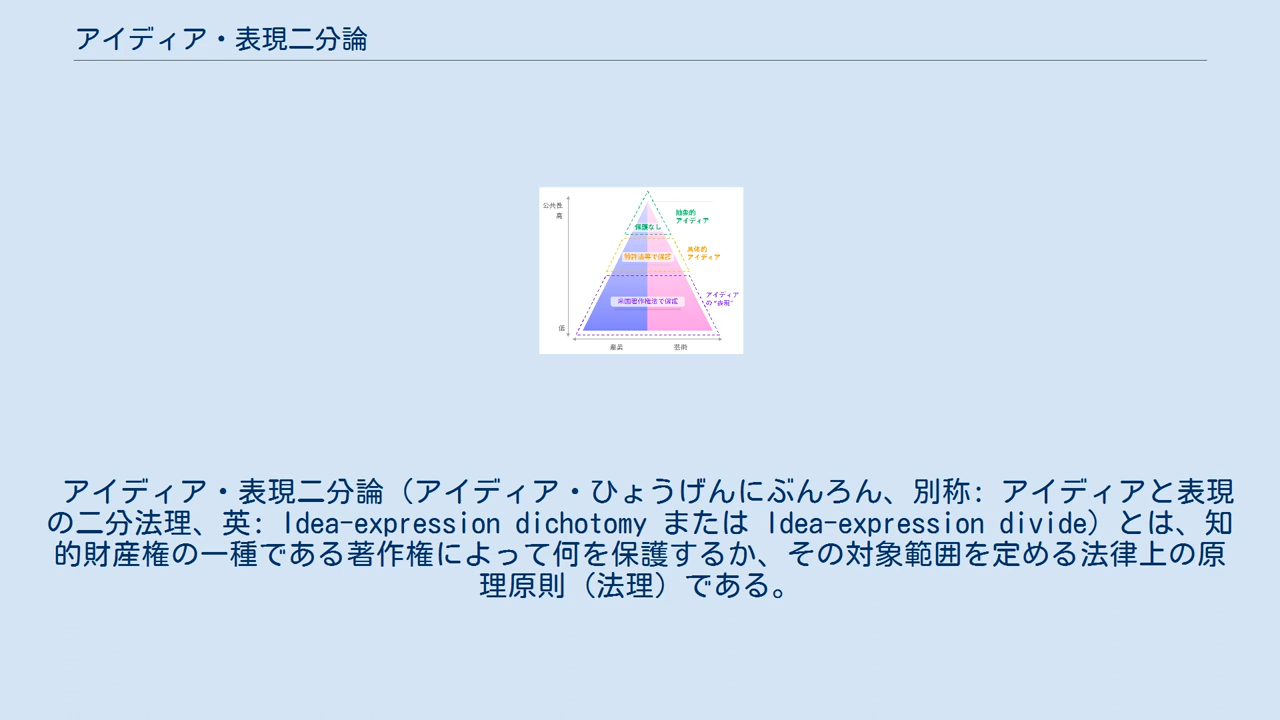 アイディア・表現二分論
公共性
高
抽象的
アイディア
保護なし
具体的
アイディア
特許法等で保護
アイディア
の“表現”
米国著作権法で保護
低
産業
芸術
アイディア・表現二分論（アイディア・ひょうげんにぶんろん、別称: アイディアと表現
の二分法理、英: Idea-expression dichotomy または Idea-expression divide）とは、知
的財産権の一種である著作権によって何を保護するか、その対象範囲を定める法律上の原
理原則（法理）である。